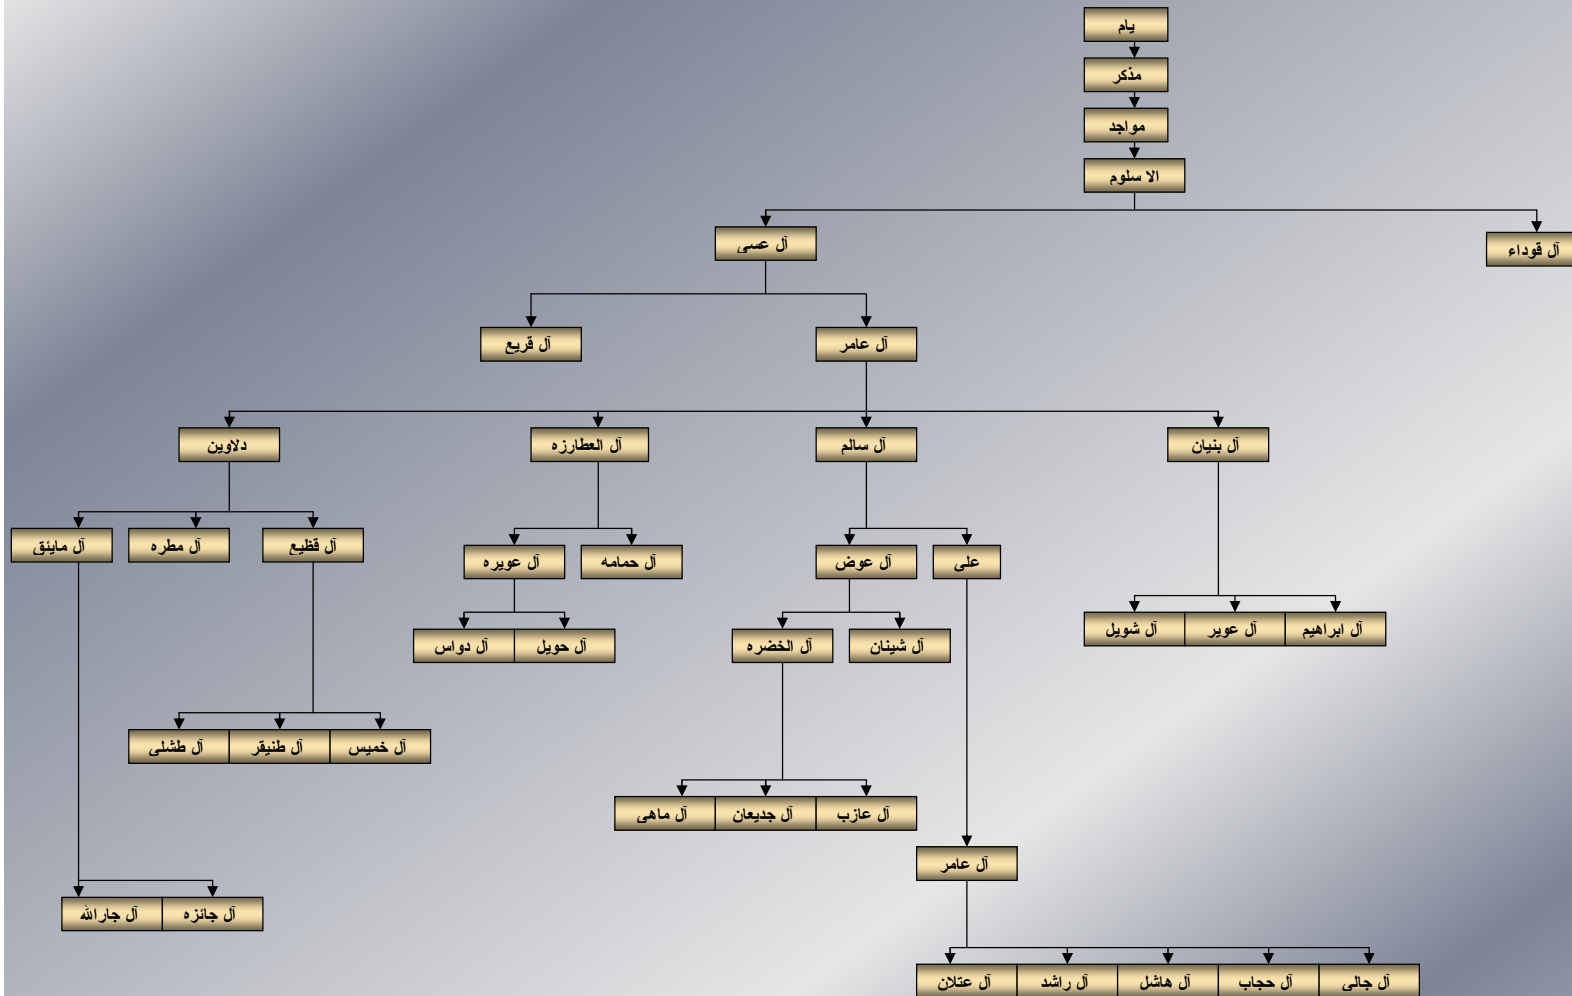 يام
مذكر
مواجد
الا سلوم
آل عسى
آل قوداء
آل قريع
آل عامر
دلاوين
آل العطارزه
آل سالم
آل بنيان
آل مايئق
آل مطره
آل قظيع
آل عويره
آل حمامه
آل عوض
على
آل دواس
آل حويل
آل الخضره
آل شينان
آل شويل
آل عوير
آل ابراهيم
آل طشلى
آل طنيقر
آل خميس
آل ماهى
آل جديعان
آل عازب
آل عامر
آل جارالله
آل جائزه
آل عتلان
آل راشد
آل هاشل
آل حجاب
آل جالى